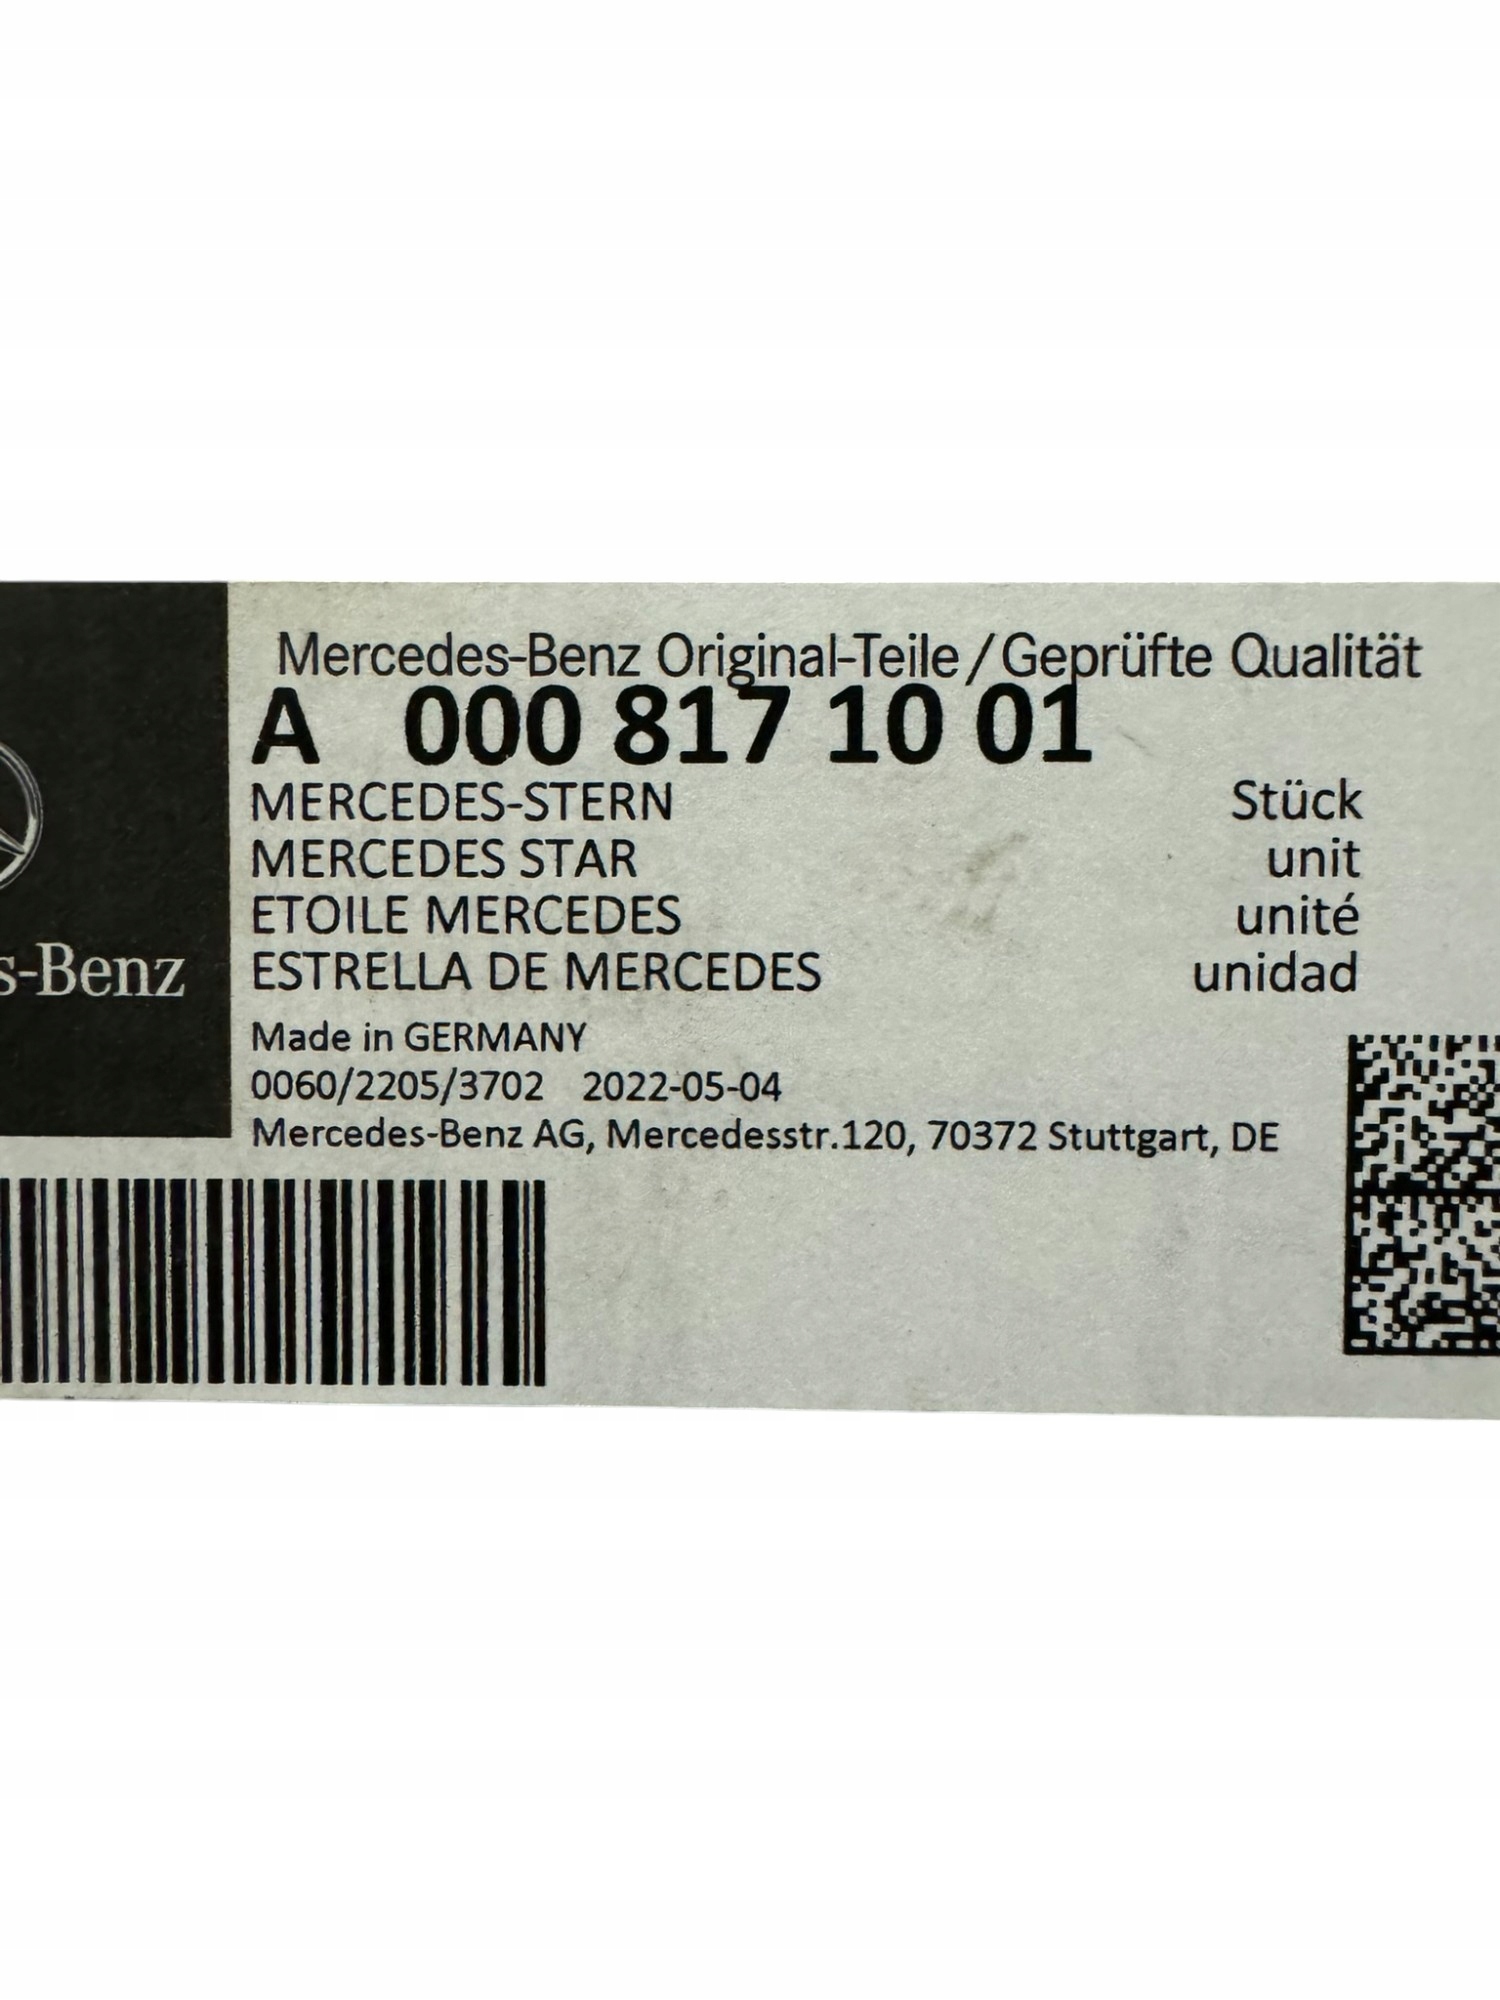 Mercedes-Benz Original-Teile/Geprüfte Qualität
A 000 817 10 01
MERCEDES-STERN Stück
MERCEDES STAR unit
ETOILE MERCEDES unité
ESTRELLA DE MERCEDES unidad
s-Benz
Made in GERMANY
0060/2205/3702 2022-05-04
Mercedes-Benz AG, Mercedesstr.120, 70372 Stuttgart, DE